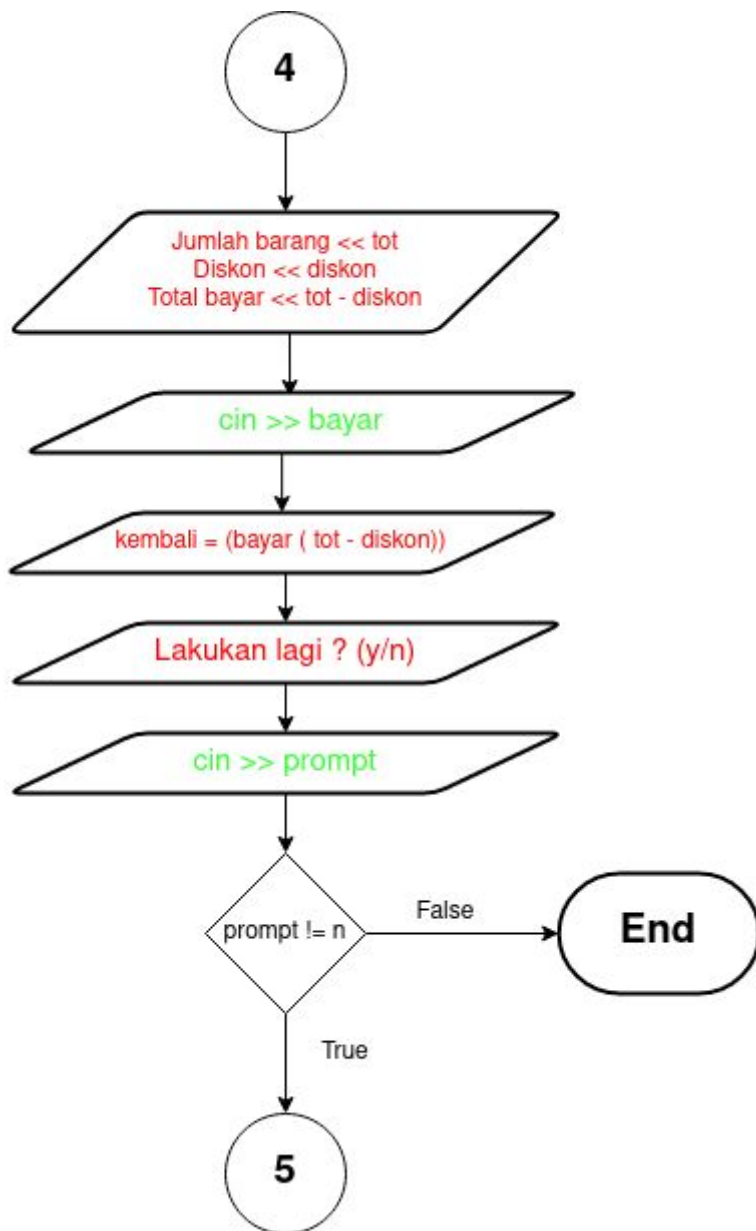 4
Jumlah barang << tot
Diskon << diskon
Total bayar << tot - diskon
cin >> bayar
kembali = (bayar ( tot - diskon))
Lakukan lagi ? (y/n)
cin >> prompt
prompt != n
False
End
True
5